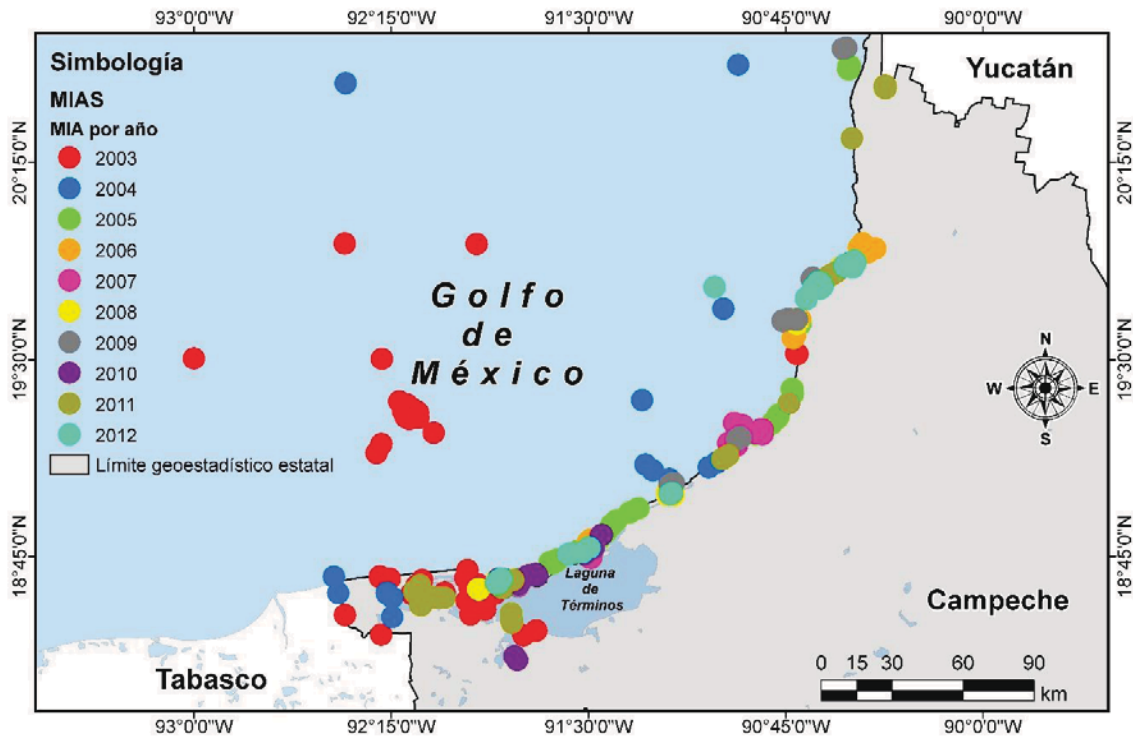 93°0'0"W 92°15'0"W 91°30'0"W 90°45'0"W 90°0'0"W
Simbología
MIAS
MIA por año
2003
2004
2005
2006
2007
2008
2009
2010
2011
2012
Límite geoestadístico estatal
Yucatán
Golfo
de
México
N
W E
S
Laguna
de
Términos
Campeche
Tabasco
0 15 30 60 90
km
20°15'0"N
19°30'0"N
18°45'0"N
20°15'0"N
19°30'0"N
18°45'0"N
93°0'0"W 92°15'0"W 91°30'0"W 90°45'0"W 90°0'0"W